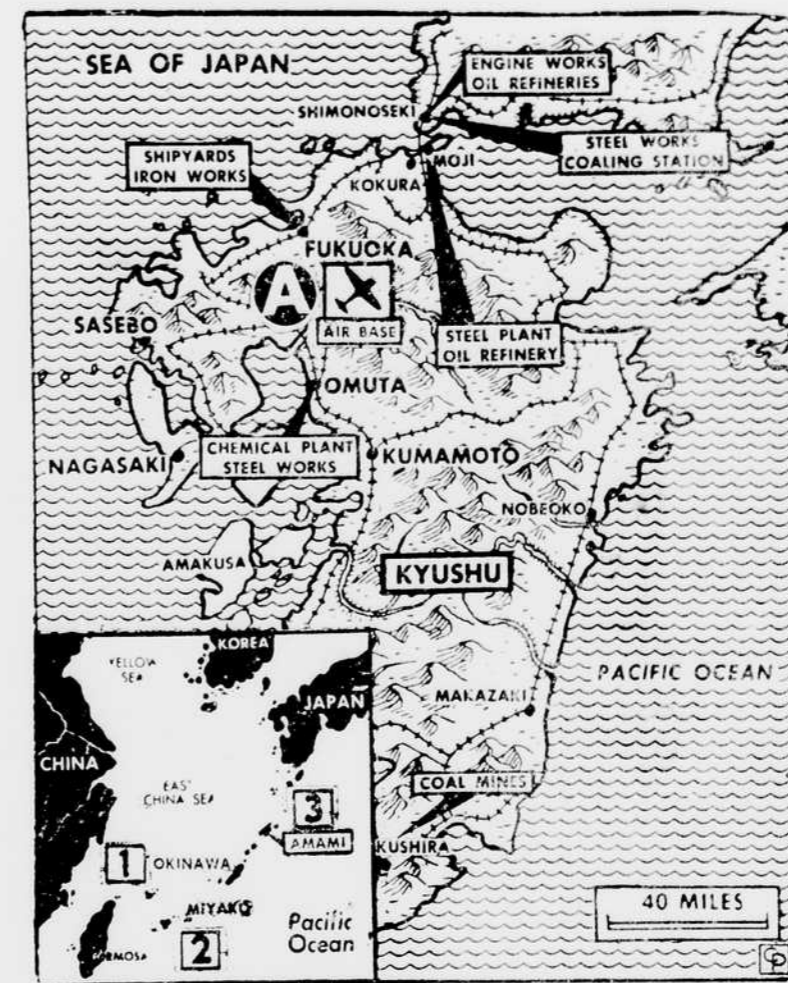 SEA OF JAPAN
ENGINE WORKS
OIL REFINERIES
SHIMONOSEKI
STEEL WORKS
COALING STATION
SHIPYARDS
IRON WORKS
MOJI
KOKURA
FUKUOKA
A
AIR BASE
SASEBO
STEEL PLANT
OIL REFINERY
OMUTA
CHEMICAL PLANT
STEEL WORKS
NAGASAKI
KUMAMOTO
NOBEOKO
AMAKUSA
KYUSHU
PACIFIC OCEAN
MAKAZAKI
COAL MINES
KUSHIRA
40 MILES
CP
KOREA
YELLOW
SEA
JAPAN
CHINA
EAST
CHINA SEA
3
AMAMI
1
OKINAWA
MIYAKO
2
Pacific
Ocean
FORMOSA